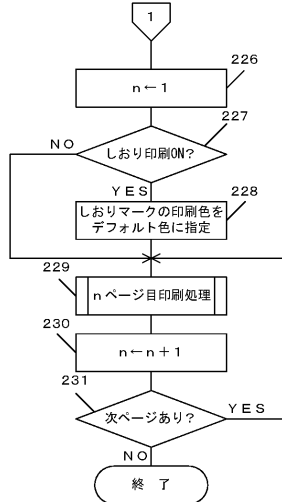 1
226
n←1
227
NO
しおり印刷ON?
YES
228
しおりマークの印刷色を
デフォルト色に指定
229
nページ目印刷処理
230
n←n+1
231
次ページあり?
YES
NO
終 了